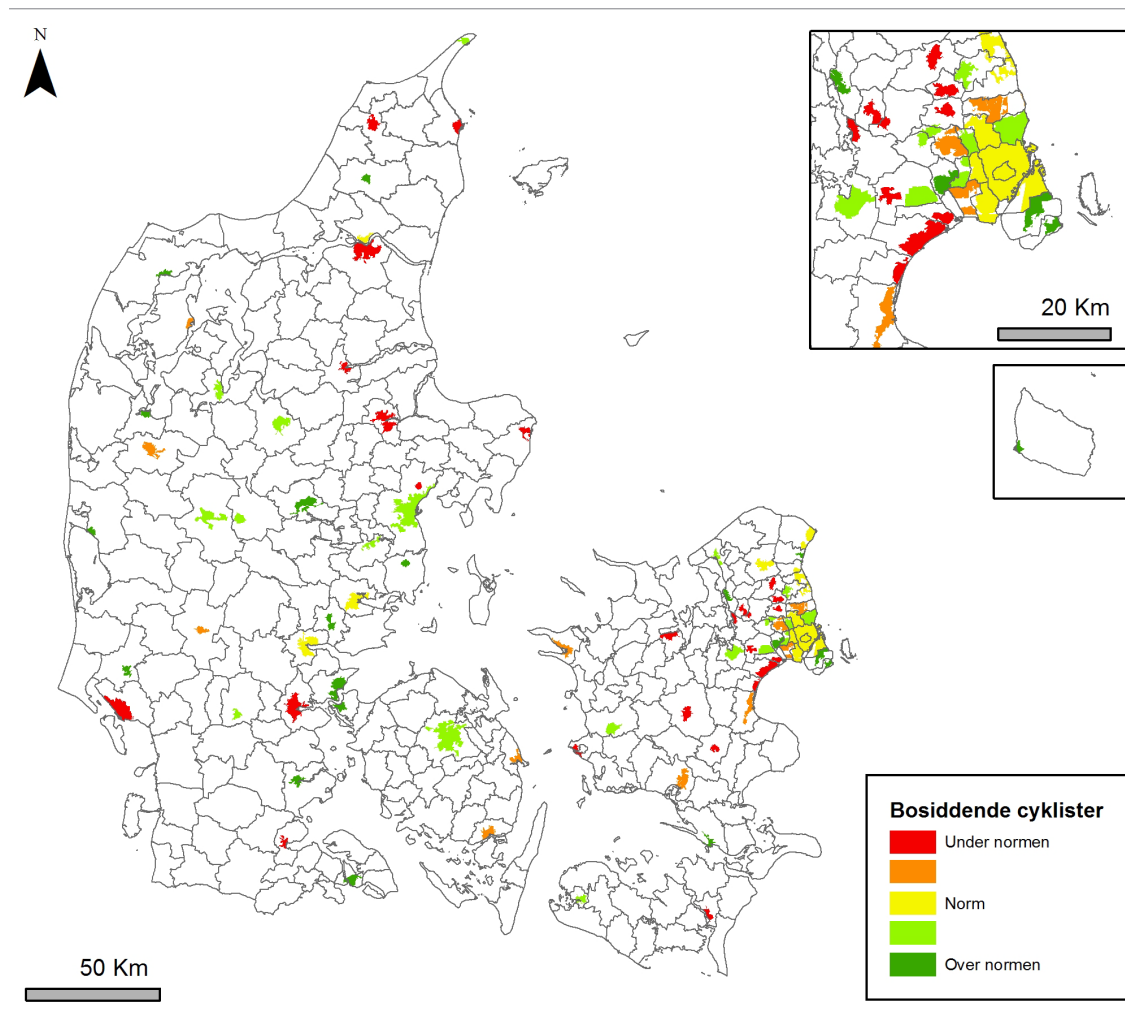 N
20 Km
Bosiddende cyklister
Under normen
Norm
Over normen
50 Km